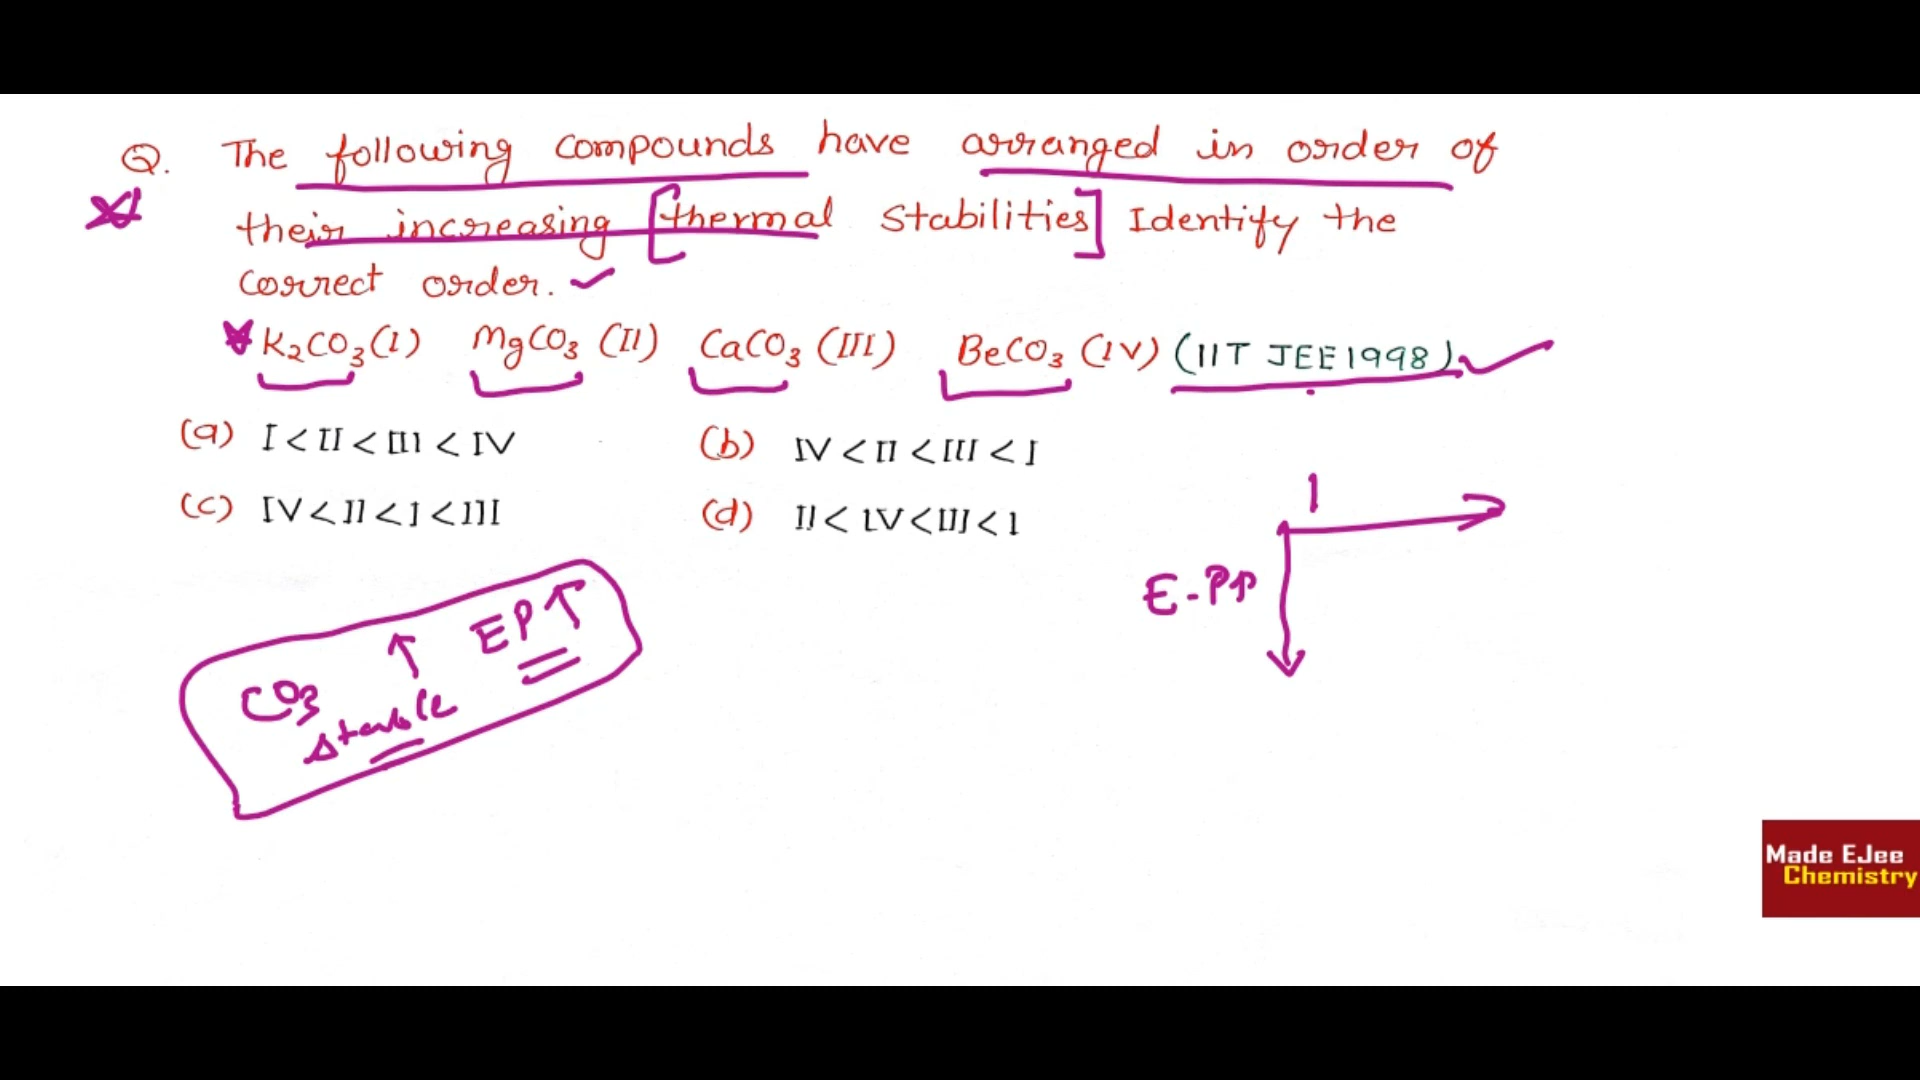 Q. The following compounds have arranged in order of
their increasing [thermal stabilities] Identify the
correct order.
K₂CO₃(I) MgCO₃(II) CaCO₃(III) BeCO₃(IV) (IIT JEE 1998)
(a) I<II<III<IV (b) IV<II<III<I
(c) IV<II<I<III (d) II<IV<III<I
1
E-P↑
CO₃ ↑ EP↑
stable
Made EJee
Chemistry